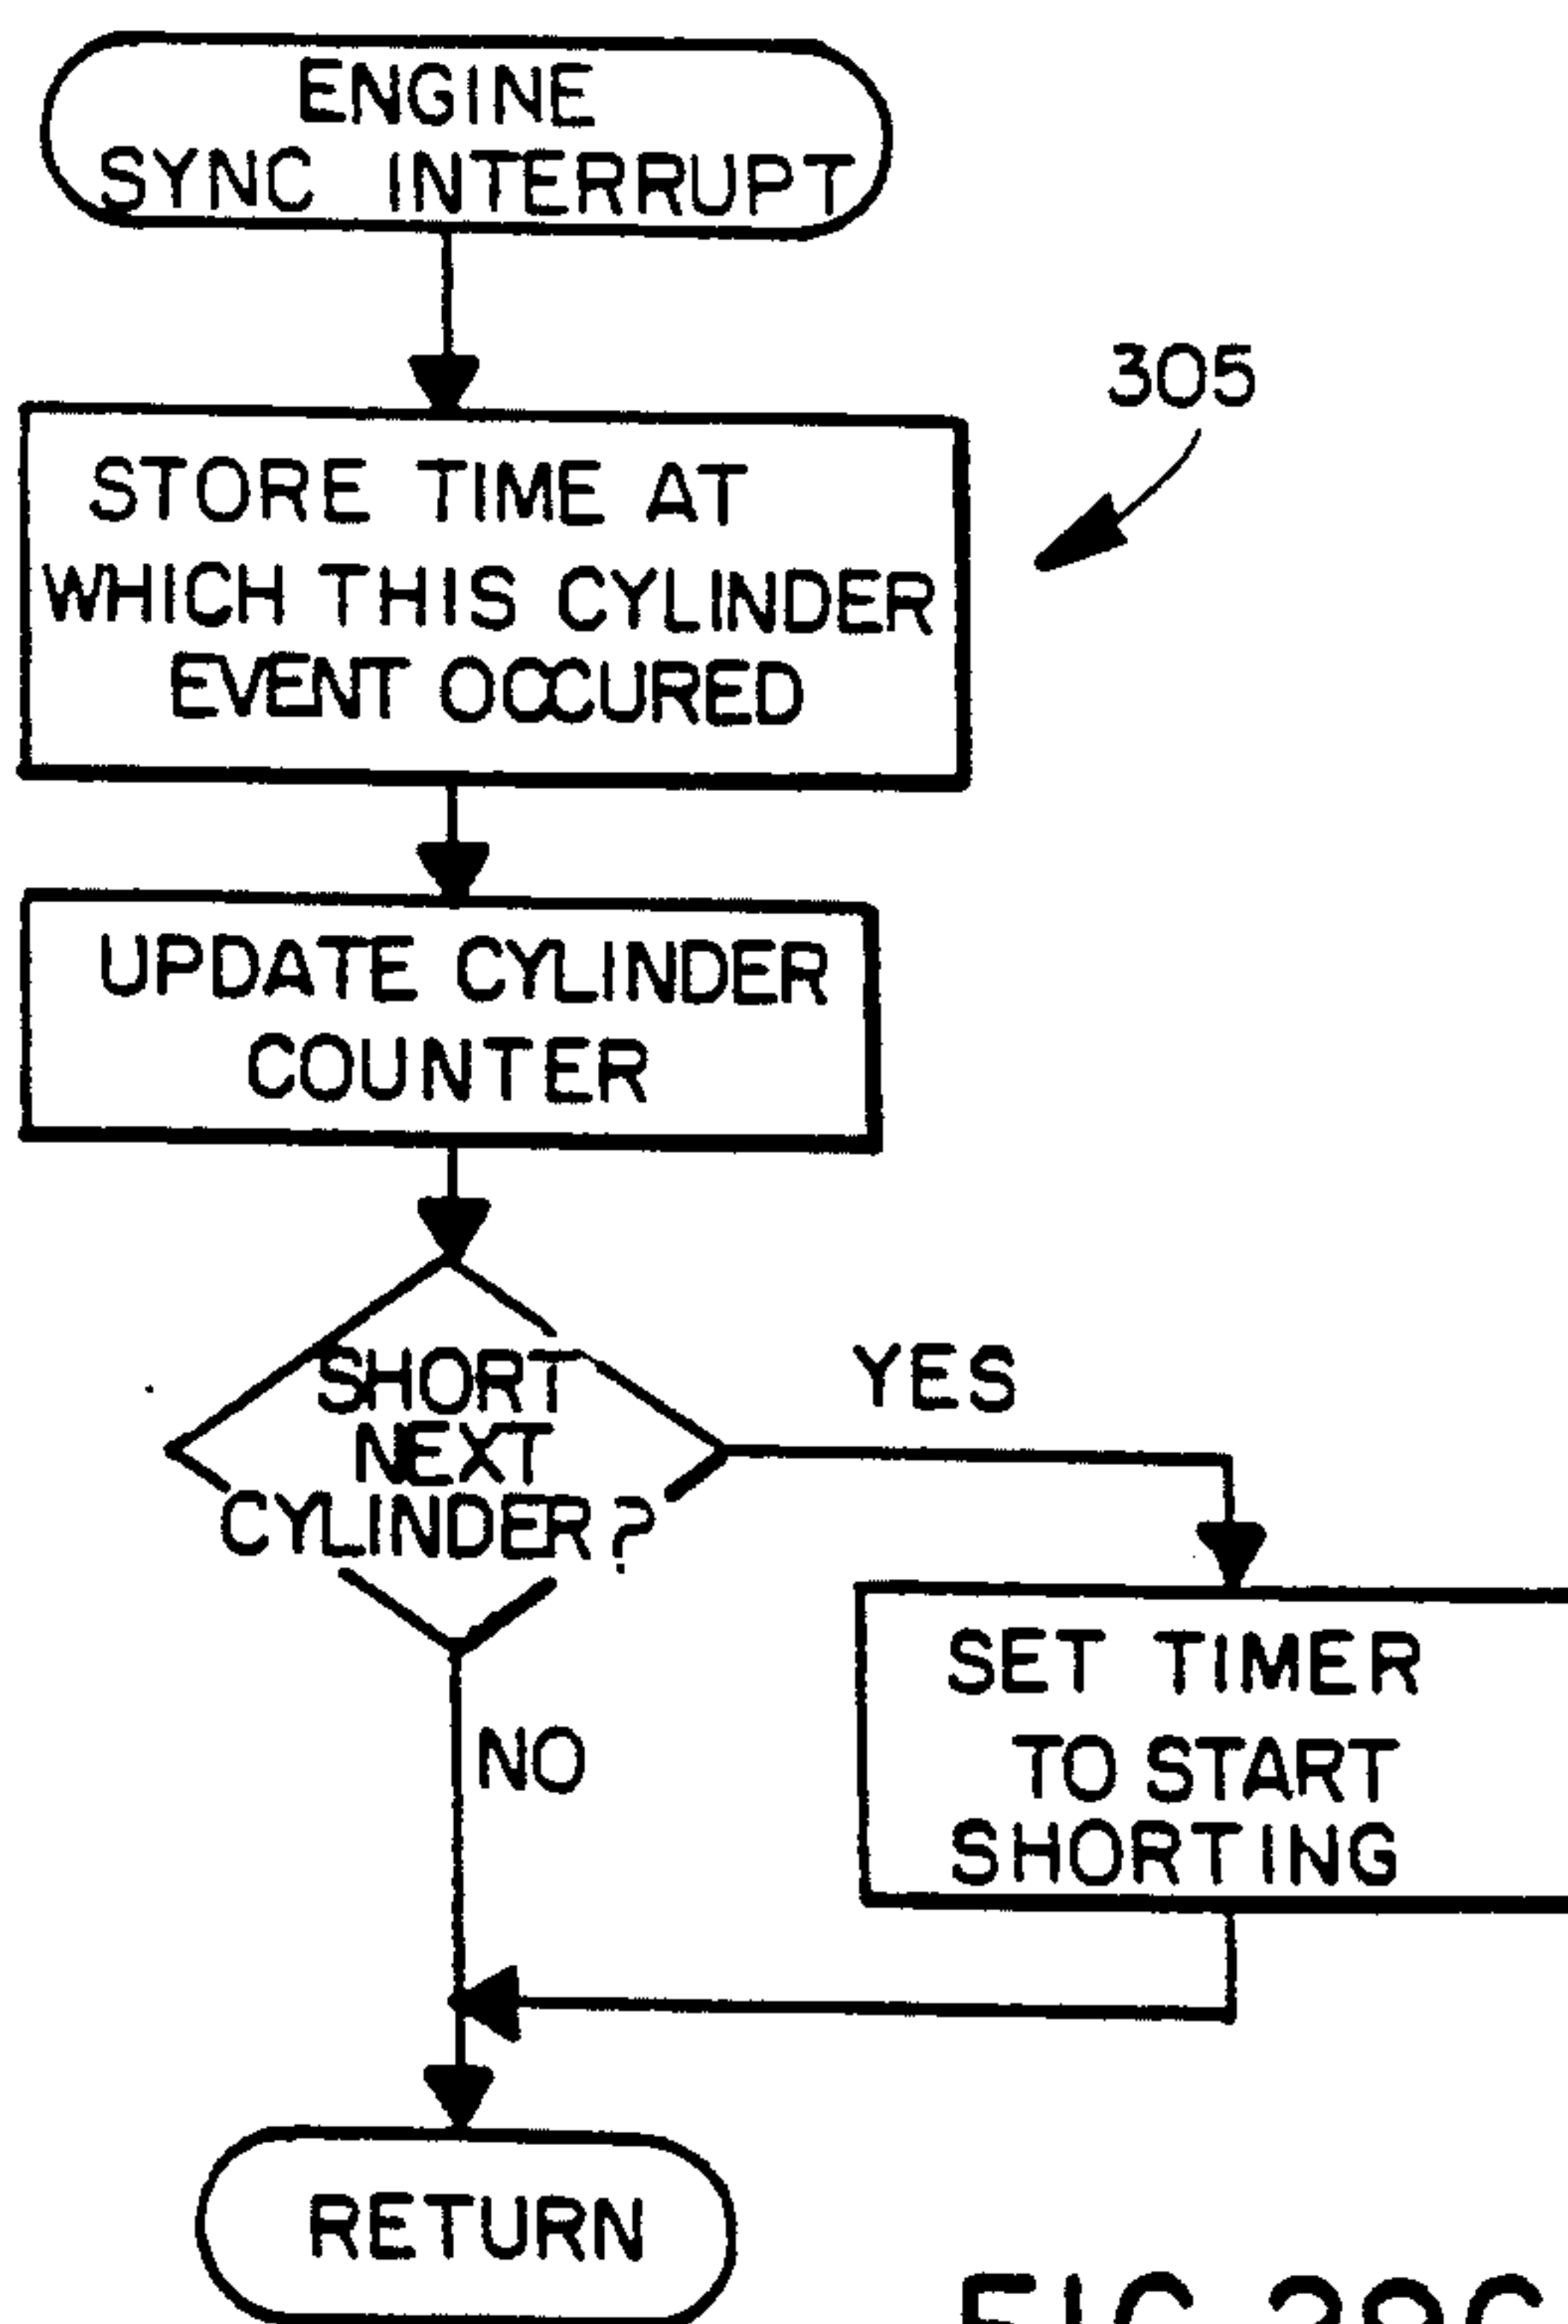 ENGINE
SYNC INTERRUPT
305
STORE TIME AT
WHICH THIS CYLINDER
EVENT OCCURED
UPDATE CYLINDER
COUNTER
SHORT
NEXT
CYLINDER?
YES
NO
SET TIMER
TO START
SHORTING
RETURN